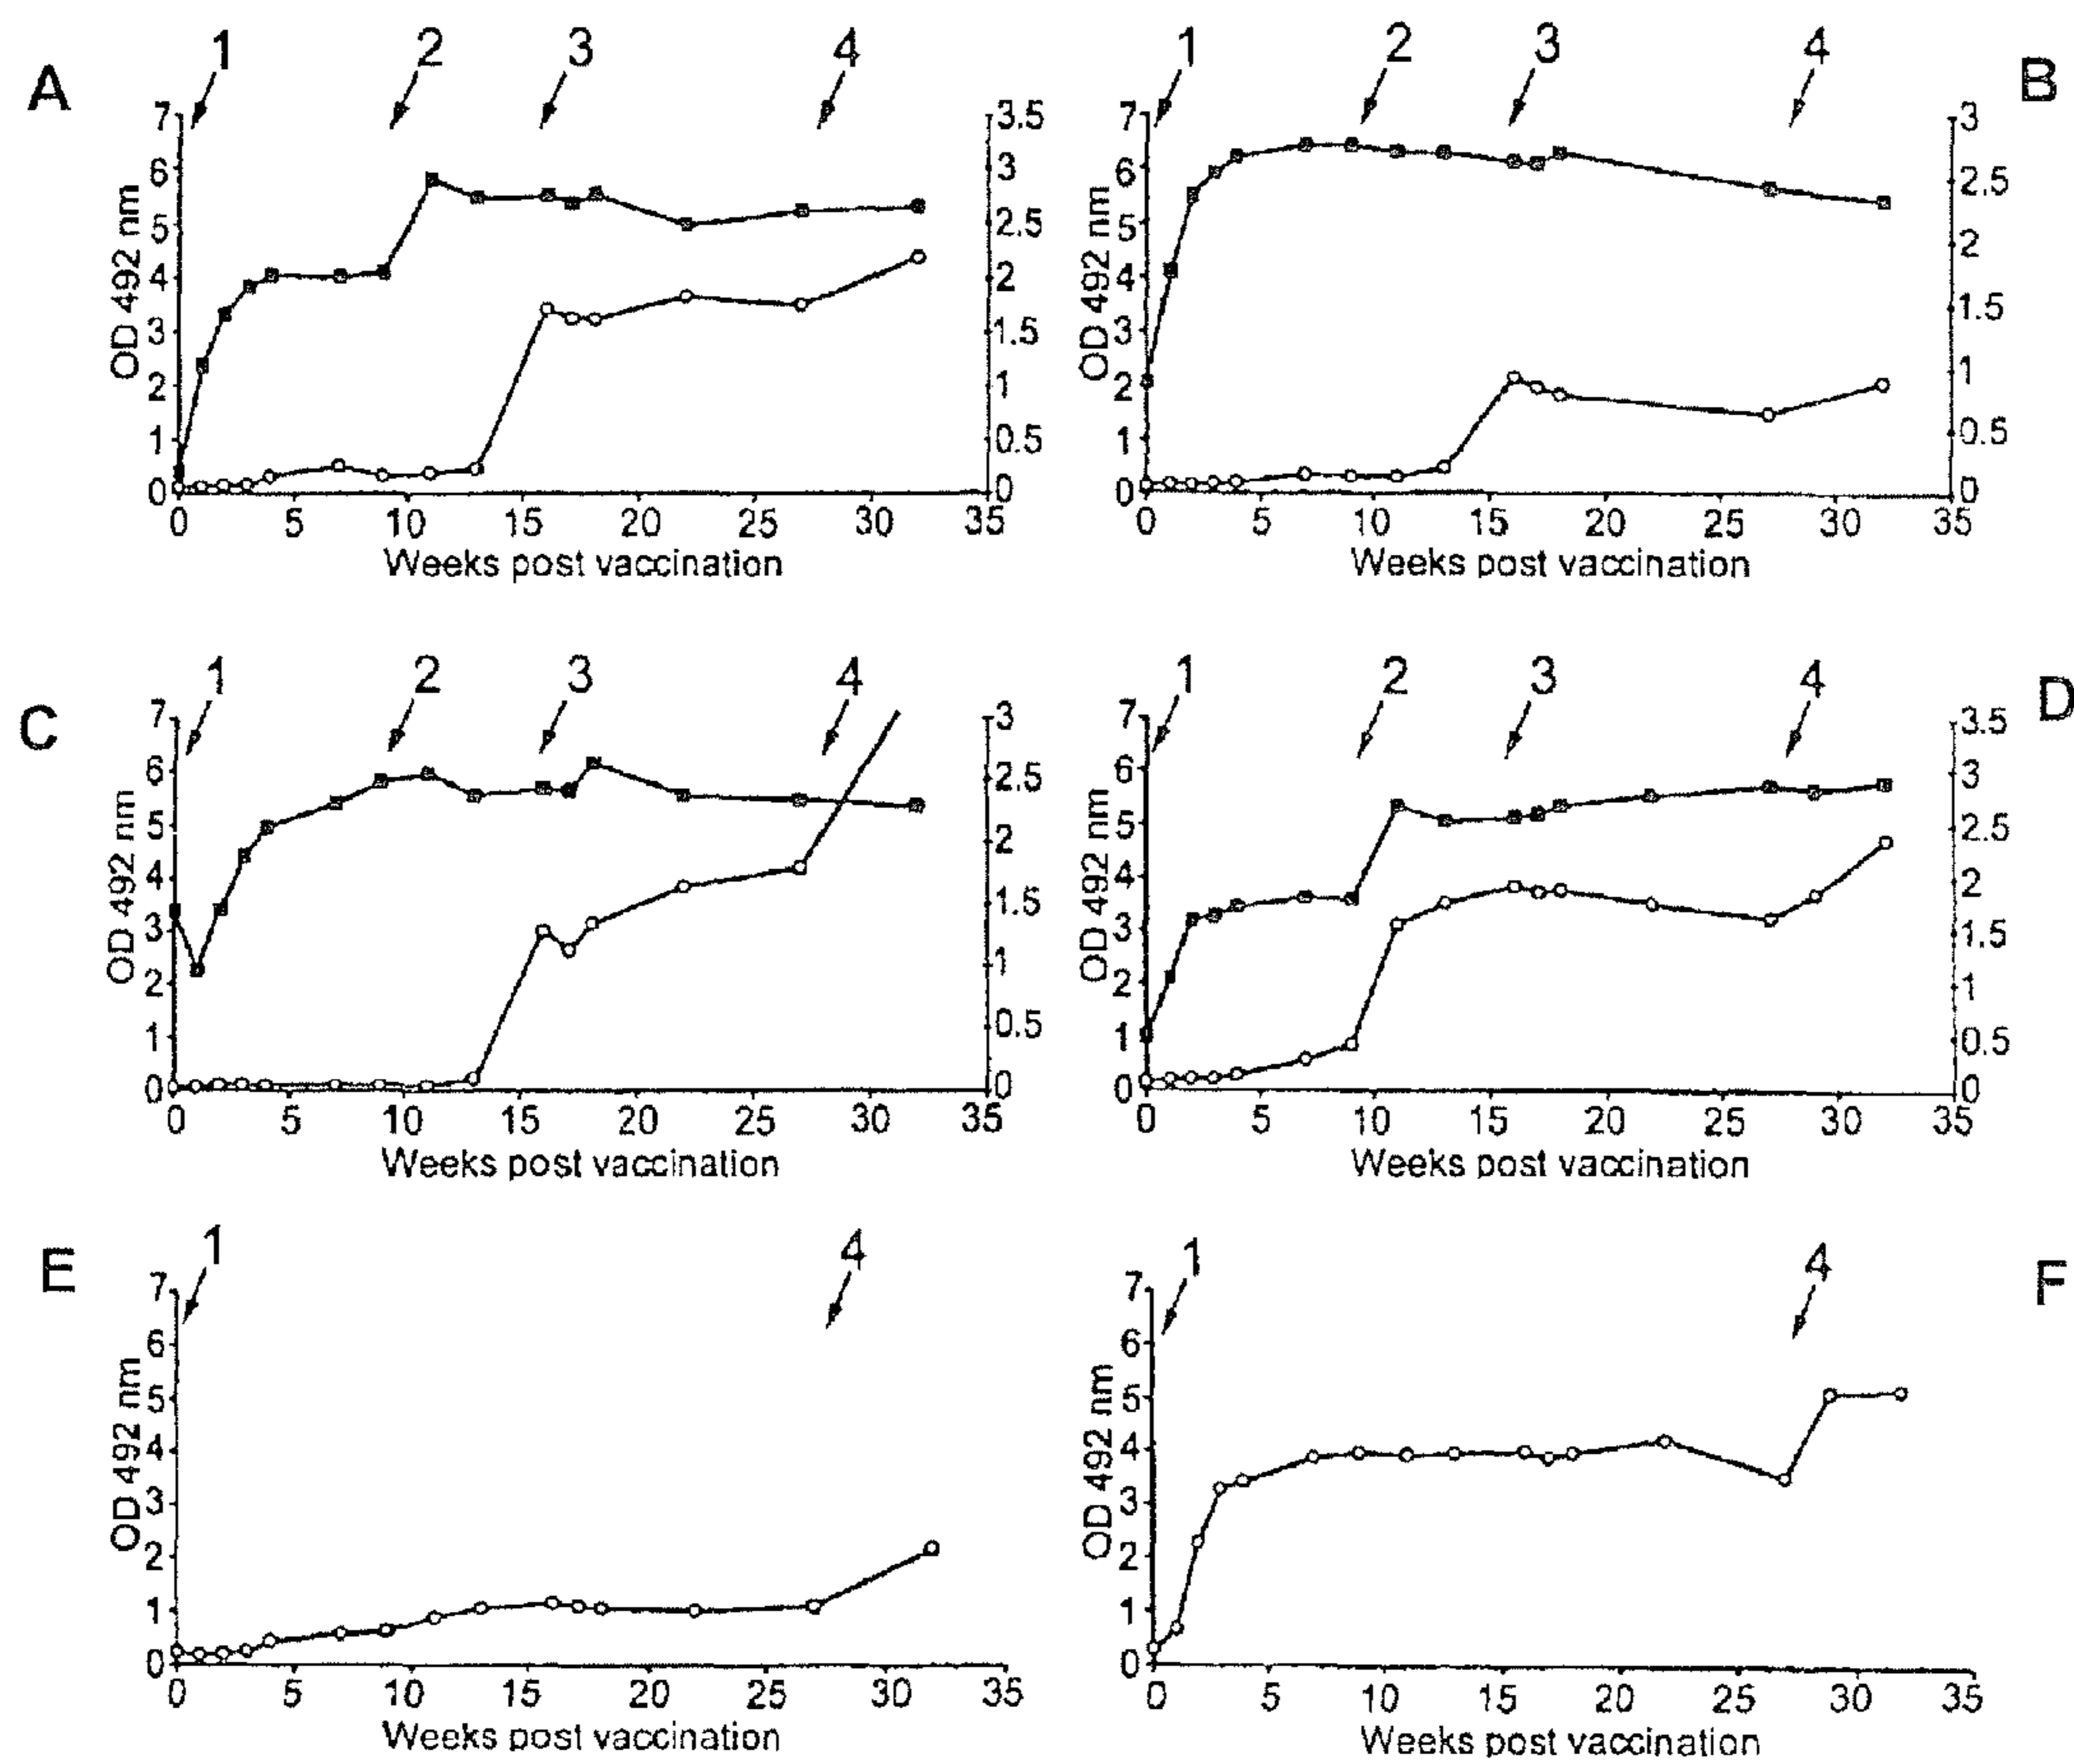 A
1 2 3 4
7 6 5 4 3 2 1 0
OD 492 nm
3.5 3 2.5 2 1.5 1 0.5 0
0 5 10 15 20 25 30 35
Weeks post vaccination
B
1 2 3 4
7 6 5 4 3 2 1 0
OD 492 nm
3 2.5 2 1.5 1 0.5 0
0 5 10 15 20 25 30 35
Weeks post vaccination
C
1 2 3 4
7 6 5 4 3 2 1 0
OD 492 nm
3 2.5 2 1.5 1 0.5 0
0 5 10 15 20 25 30 35
Weeks post vaccination
D
1 2 3 4
7 6 5 4 3 2 1 0
OD 492 nm
3.5 3 2.5 2 1.5 1 0.5 0
0 5 10 15 20 25 30 35
Weeks post vaccination
E
1 4
7 6 5 4 3 2 1 0
OD 492 nm
0 5 10 15 20 25 30 35
Weeks post vaccination
F
1 4
7 6 5 4 3 2 1 0
OD 492 nm
0 5 10 15 20 25 30 35
Weeks post vaccination